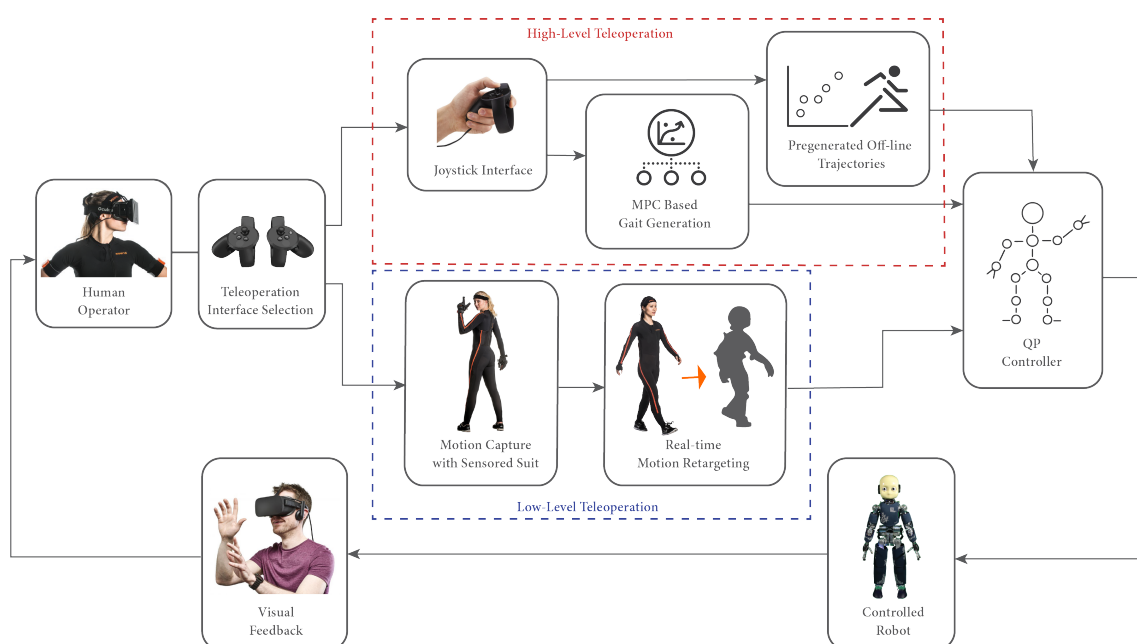 High-Level Teleoperation
Joystick Interface
MPC Based
Gait Generation
Pregenerated Off-line
Trajectories
Human
Operator
Teleoperation
Interface Selection
QP
Controller
Motion Capture
with Sensored Suit
Real-time
Motion Retargeting
Low-Level Teleoperation
Visual
Feedback
Controlled
Robot